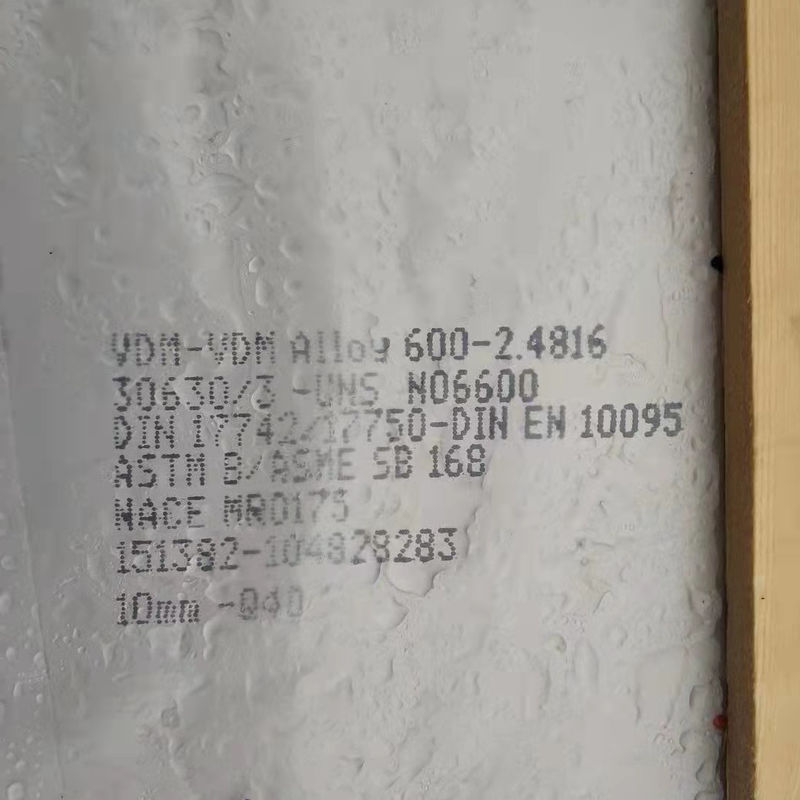 VDM-VDM Alloy 600-2.4816
30630/3 -UNS N06600
DIN 17742/17750-DIN EN 10095
ASTM B/ASME SB 168
NACE MR0175
151382-104828283
10mm